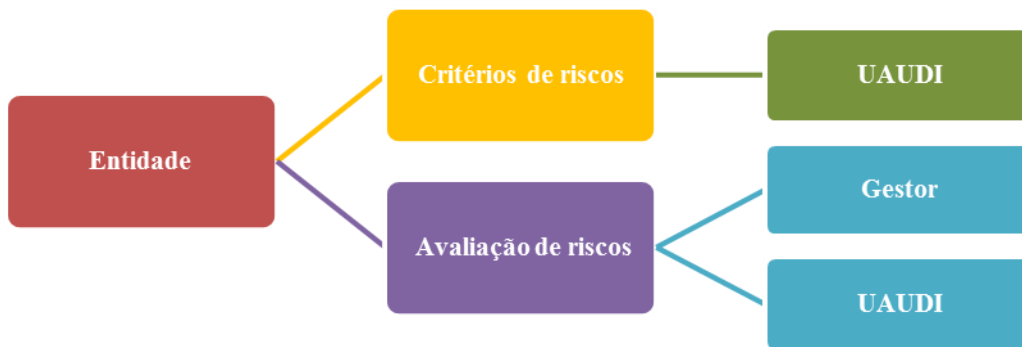 Entidade
Critérios de riscos
UAUDI
Avaliação de riscos
Gestor
UAUDI